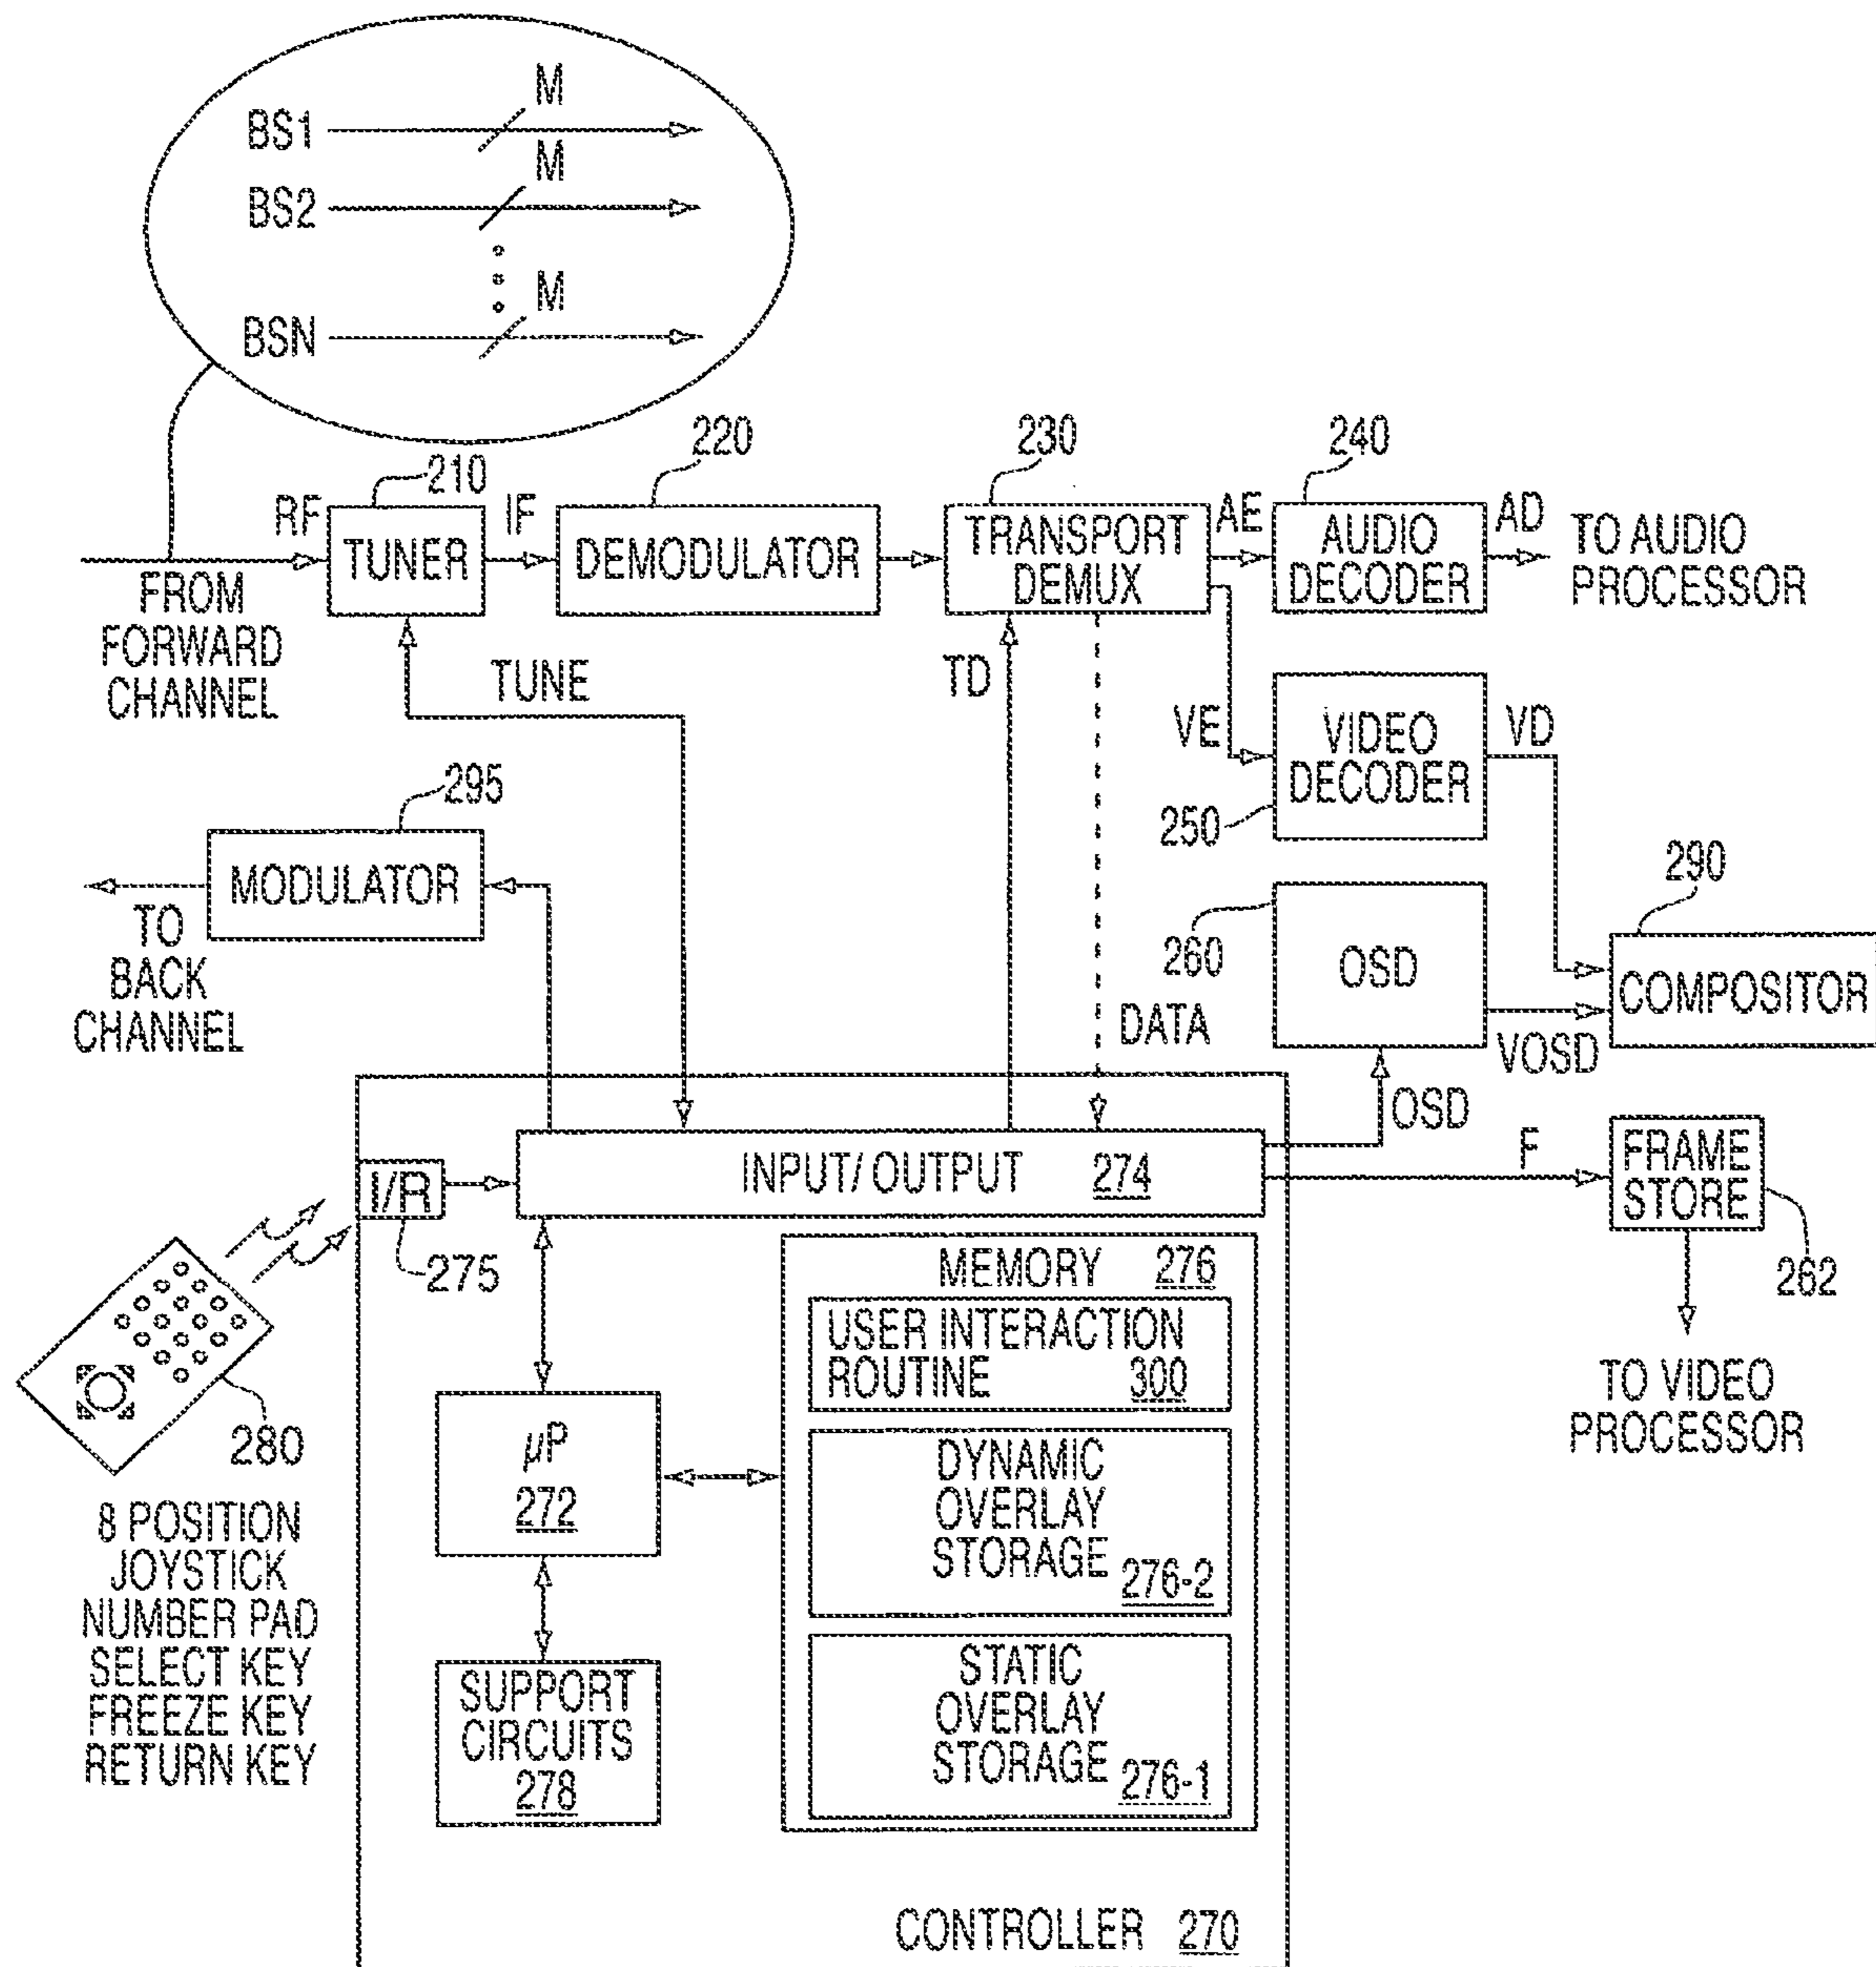 M
BS1
M
BS2
M
BSN
210
220
230
240
RF
TUNER
IF
DEMODULATOR
TRANSPORT
DEMUX
AE
AUDIO
DECODER
AD
TO AUDIO
PROCESSOR
FROM
FORWARD
CHANNEL
TUNE
TD
VE
VIDEO
DECODER
VD
250
295
MODULATOR
TO
BACK
CHANNEL
260
OSD
290
COMPOSITOR
DATA
VOSD
OSD
I/R
275
INPUT/OUTPUT 274
F
FRAME
STORE
262
TO VIDEO
PROCESSOR
280
8 POSITION
JOYSTICK
NUMBER PAD
SELECT KEY
FREEZE KEY
RETURN KEY
µP
272
SUPPORT
CIRCUITS
278
MEMORY 276
USER INTERACTION
ROUTINE 300
DYNAMIC
OVERLAY
STORAGE
276-2
STATIC
OVERLAY
STORAGE
276-1
CONTROLLER 270